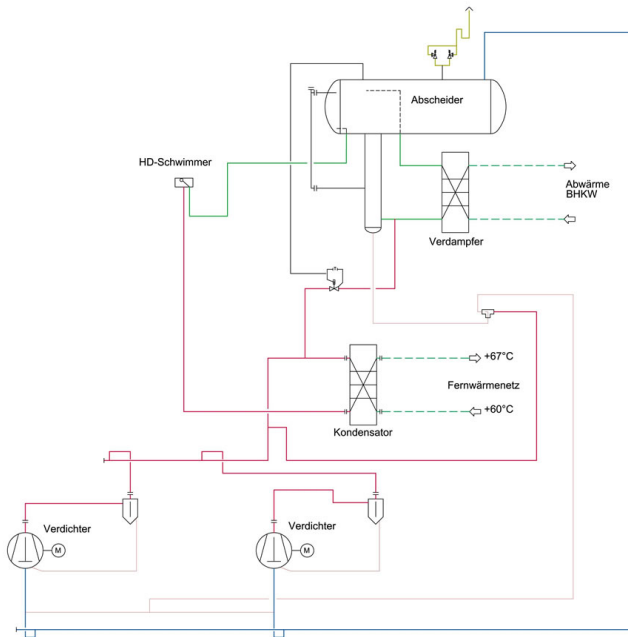 Abscheider
HD-Schwimmer
Abwärme
BHKW
Verdampfer
+67°C
Fernwärmenetz
+60°C
Kondensator
Verdichter
M
Verdichter
M